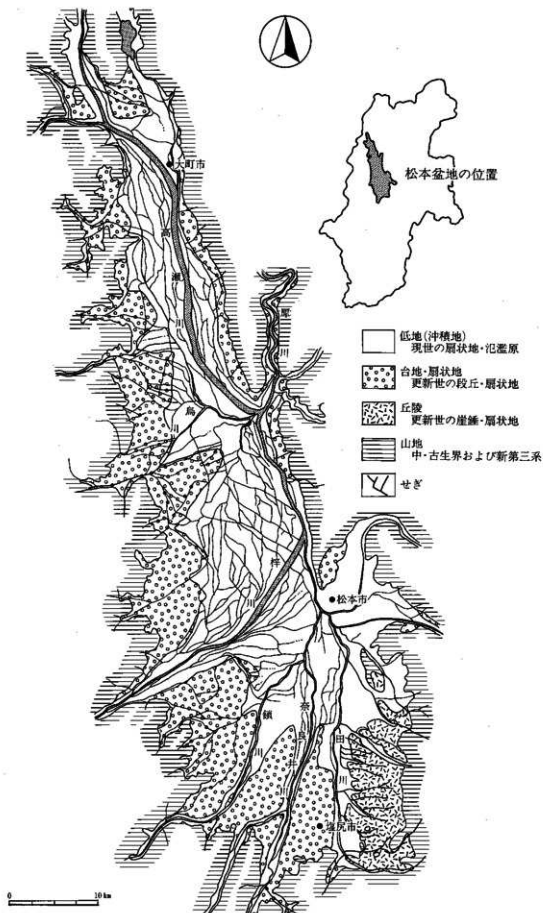 松本盆地の位置
大町市
高瀬川
犀川
低地(沖積地)
現世の扇状地・氾濫原
台地・扇状地
更新世の段丘・扇状地
丘陵
更新世の崖錐・扇状地
山地
中・古生界および新第三系
せぎ
烏川
梓川
松本市
奈良井川
鎖川
田川
塩尻市
0 10km